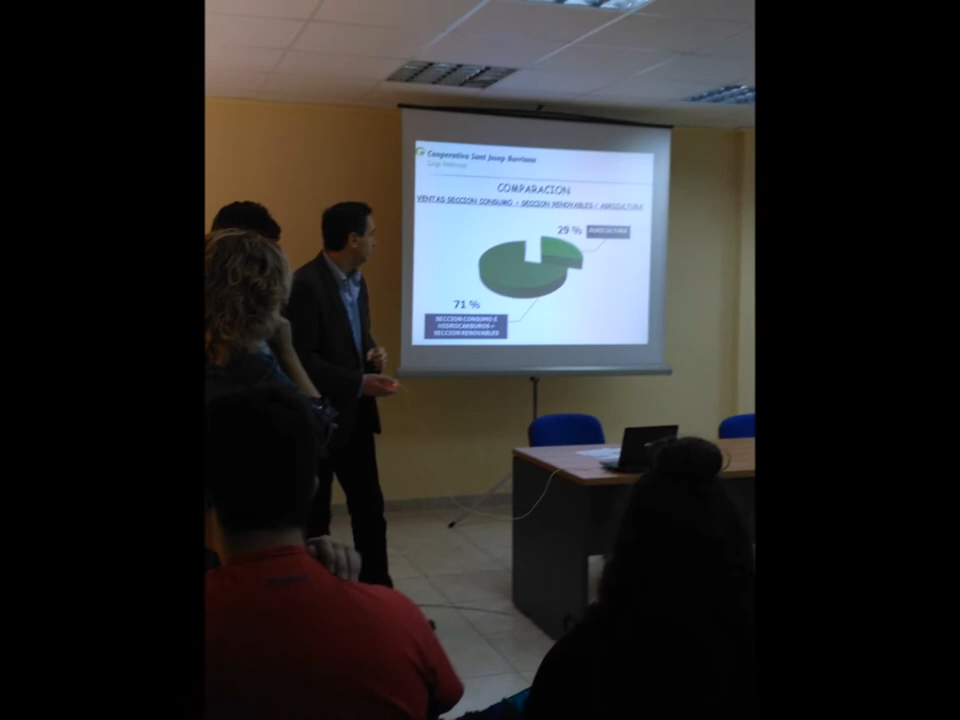 Cooperativa Sant Josep Burriana
COMPARACION
VENTAS SECCION CONSUMO + SECCION RENOVABLES / AGRICULTURA
29 %
AGRICULTURA
71 %
SECCION CONSUMO E
HIDROCARBUROS +
SECCION RENOVABLES